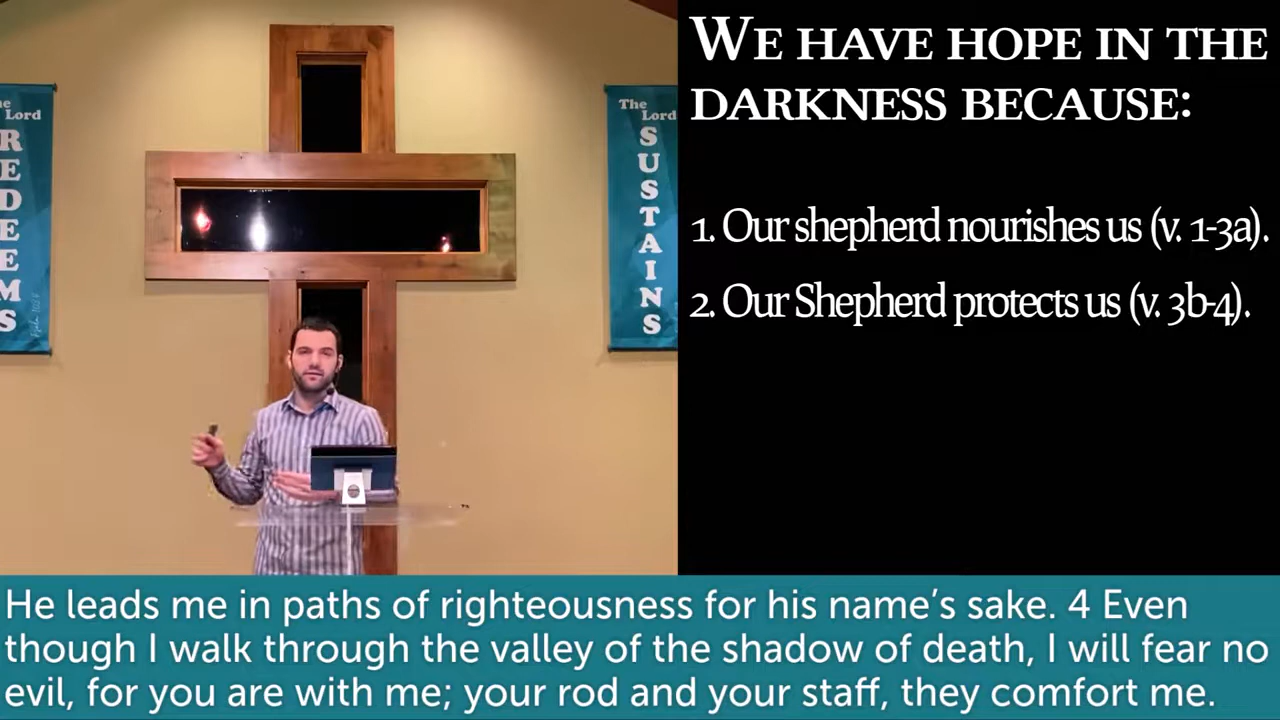 WE HAVE HOPE IN THE
DARKNESS BECAUSE:
1. Our shepherd nourishes us (v. 1-3a).
2. Our Shepherd protects us (v. 3b-4).
Lord
REDEEMS
The
Lord
SUSTAINS
He leads me in paths of righteousness for his name’s sake. 4 Even
though I walk through the valley of the shadow of death, I will fear no
evil, for you are with me; your rod and your staff, they comfort me.